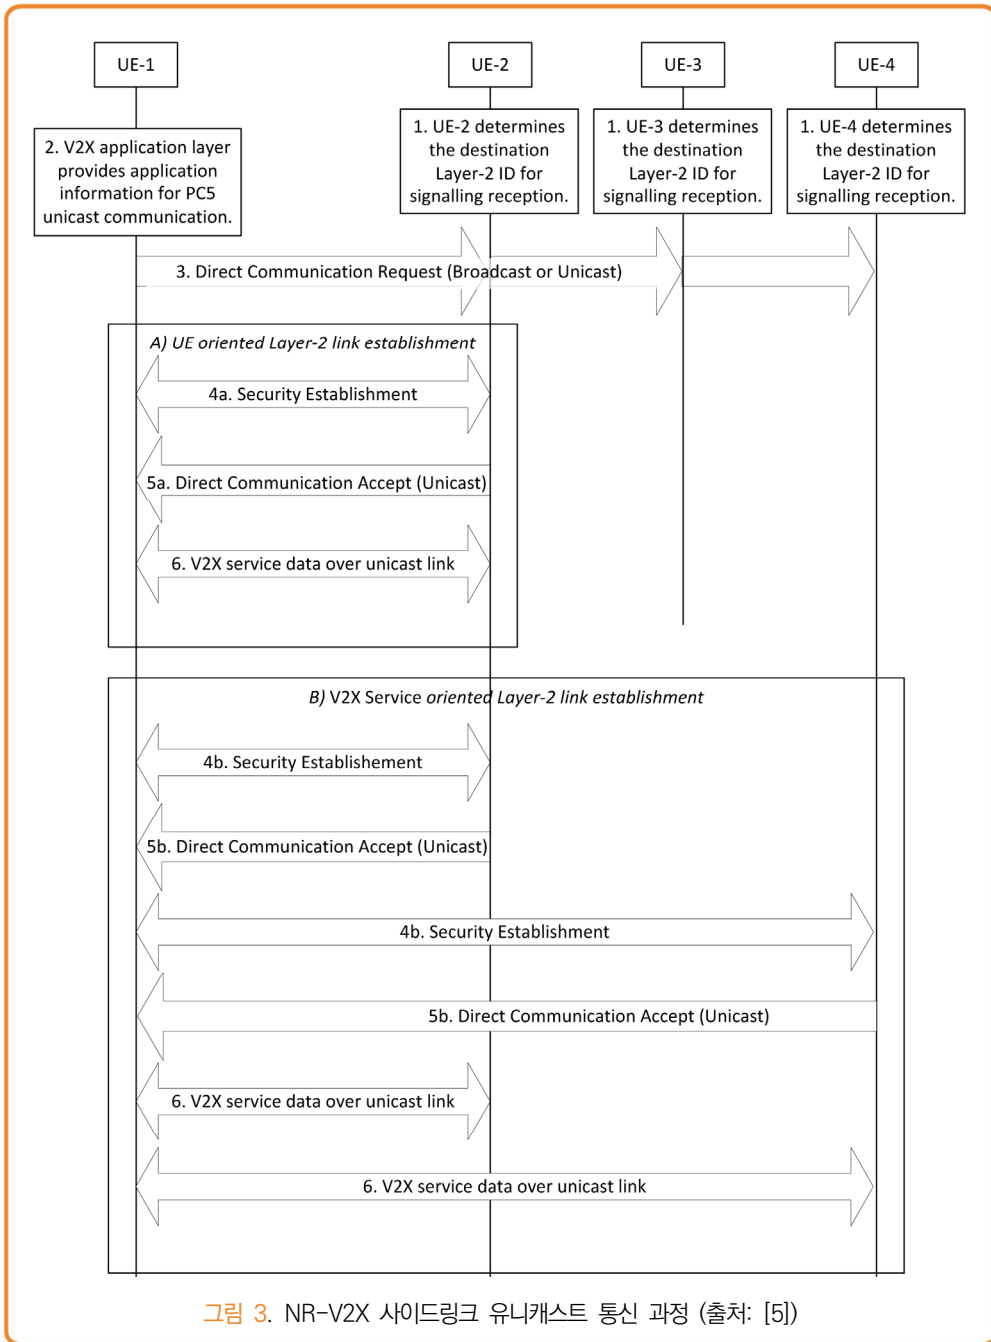 UE-1
UE-2
UE-3
UE-4
2. V2X application layer
provides application
information for PC5
unicast communication.
1. UE-2 determines
the destination
Layer-2 ID for
signalling reception.
1. UE-3 determines
the destination
Layer-2 ID for
signalling reception.
1. UE-4 determines
the destination
Layer-2 ID for
signalling reception.
3. Direct Communication Request (Broadcast or Unicast)
A) UE oriented Layer-2 link establishment
4a. Security Establishment
5a. Direct Communication Accept (Unicast)
6. V2X service data over unicast link
B) V2X Service oriented Layer-2 link establishment
4b. Security Establishement
5b. Direct Communication Accept (Unicast)
4b. Security Establishment
5b. Direct Communication Accept (Unicast)
6. V2X service data over unicast link
6. V2X service data over unicast link
그림 3. NR-V2X 사이드링크 유니캐스트 통신 과정 (출처: [5])